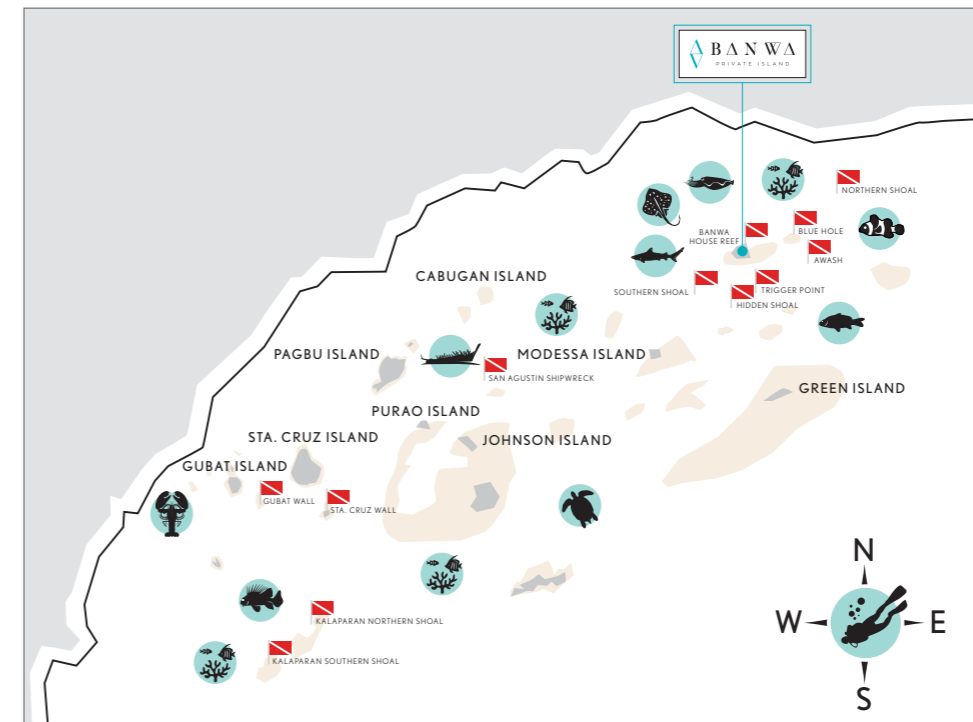 BANWA
PRIVATE ISLAND
NORTHERN SHOAL
BANWA
HOUSE REEF
BLUE HOLE
AWASH
CABUGAN ISLAND
SOUTHERN SHOAL
TRIGGER POINT
HIDDEN SHOAL
PAGBU ISLAND
MODESSA ISLAND
SAN AGUSTIN SHIPWRECK
GREEN ISLAND
PURAO ISLAND
STA. CRUZ ISLAND
JOHNSON ISLAND
GUBAT ISLAND
GUBAT WALL
STA. CRUZ WALL
N
W
E
S
KALAPARAN NORTHERN SHOAL
KALAPARAN SOUTHERN SHOAL